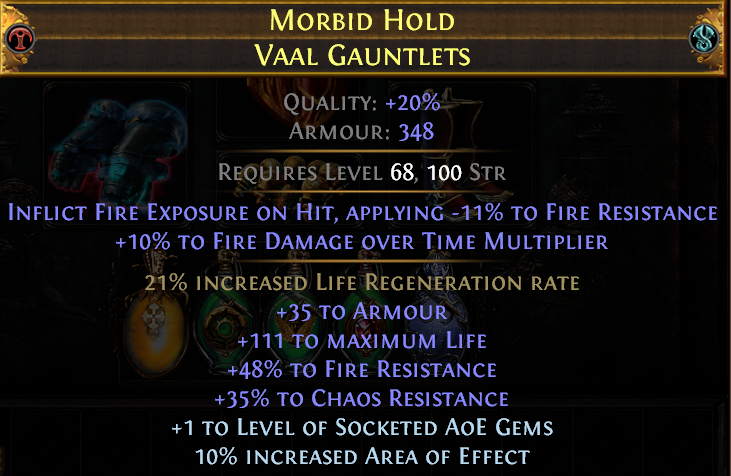 Morbid Hold
Vaal Gauntlets
Quality: +20%
Armour: 348
Requires Level 68, 100 Str
Inflict Fire Exposure on Hit, applying -11% to Fire Resistance
+10% to Fire Damage over Time Multiplier
21% increased Life Regeneration rate
+35 to Armour
+111 to maximum Life
+48% to Fire Resistance
+35% to Chaos Resistance
+1 to Level of Socketed AoE Gems
10% increased Area of Effect